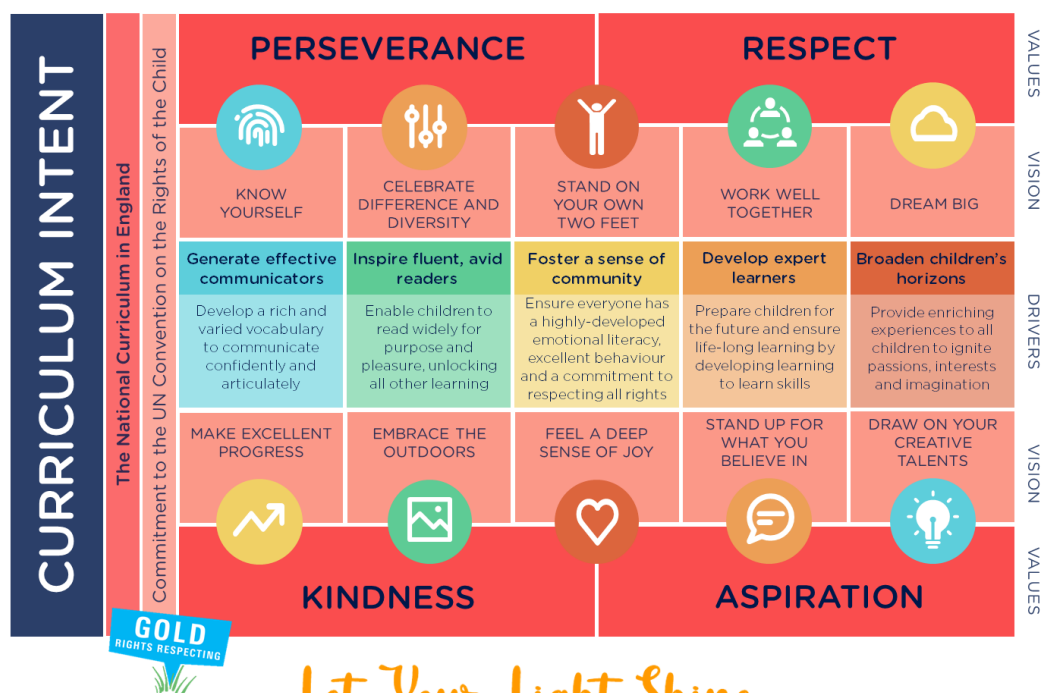 CURRICULUM INTENT
The National Curriculum in England
Commitment to the UN Convention on the Rights of the Child
PERSEVERANCE
RESPECT
VALUES
KNOW
YOURSELF
CELEBRATE
DIFFERENCE AND
DIVERSITY
STAND ON
YOUR OWN
TWO FEET
WORK WELL
TOGETHER
DREAM BIG
VISION
Generate effective
communicators
Develop a rich and
varied vocabulary
to communicate
confidently and
articulately
Inspire fluent, avid
readers
Enable children to
read widely for
purpose and
pleasure, unlocking
all other learning
Foster a sense of
community
Ensure everyone has
a highly-developed
emotional literacy,
excellent behaviour
and a commitment to
respecting all rights
Develop expert
learners
Prepare children for
the future and ensure
life-long learning by
developing learning
to learn skills
Broaden children's
horizons
Provide enriching
experiences to all
children to ignite
passions, interests
and imagination
DRIVERS
MAKE EXCELLENT
PROGRESS
EMBRACE THE
OUTDOORS
FEEL A DEEP
SENSE OF JOY
STAND UP FOR
WHAT YOU
BELIEVE IN
DRAW ON YOUR
CREATIVE
TALENTS
VISION
KINDNESS
ASPIRATION
VALUES
GOLD
RIGHTS RESPECTING
Let Your Light Shine